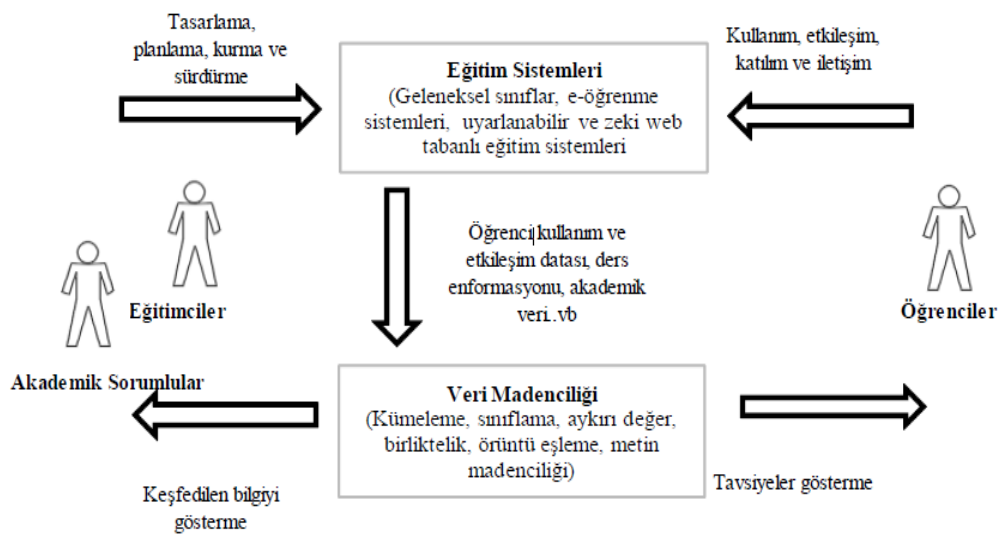 Tasarlama,
planlama, kurma ve
sürdürme
Eğitim Sistemleri
(Geleneksel sınıflar, e-öğrenme
sistemleri, uyarlanabilir ve zeki web
tabanlı eğitim sistemleri
Kullanım, etkileşim,
katılım ve iletişim
Öğrenci kullanım ve
etkileşim datası, ders
enformasyonu, akademik
veri..vb
Eğitimciler
Akademik Sorumlular
Öğrenciler
Veri Madenciliği
(Kümeleme, sınıflama, aykırı değer,
birliktelik, örüntü eşleme, metin
madenciliği)
Keşfedilen bilgiyi
gösterme
Tavsiyeler gösterme